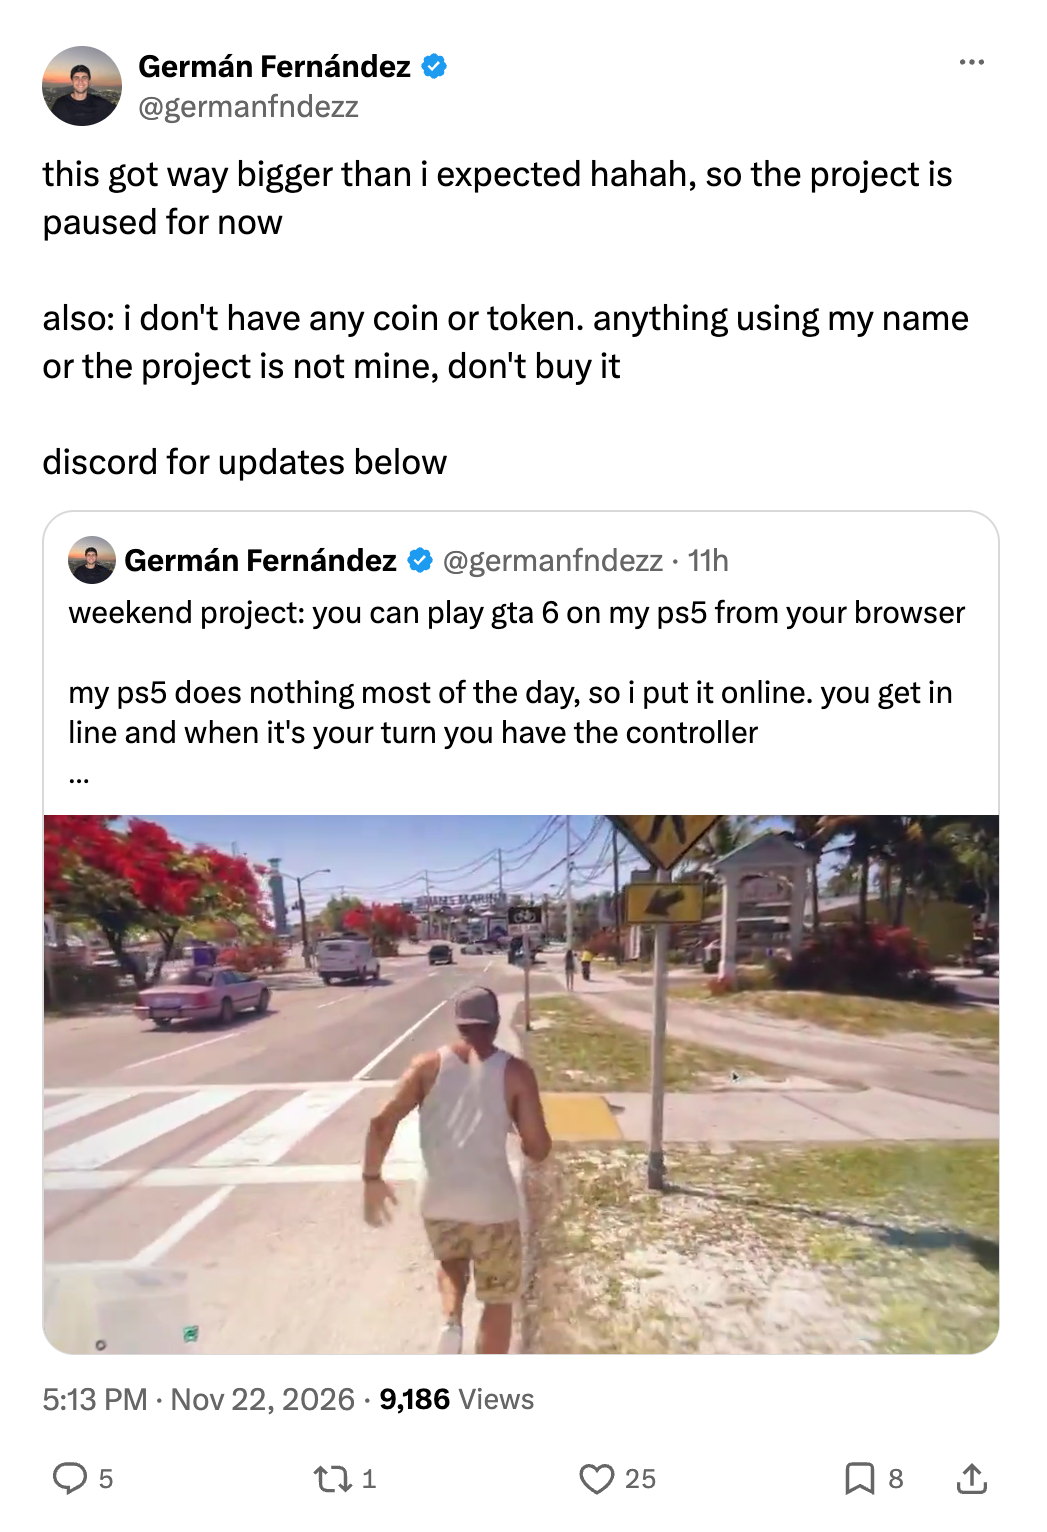 Germán Fernández
@germanfndezz
this got way bigger than i expected hahah, so the project is
paused for now
also: i don't have any coin or token. anything using my name
or the project is not mine, don't buy it
discord for updates below
Germán Fernández @germanfndezz · 11h
weekend project: you can play gta 6 on my ps5 from your browser
my ps5 does nothing most of the day, so i put it online. you get in
line and when it's your turn you have the controller
...
5:13 PM · Nov 22, 2026 · 9,186 Views
5 1 25 8